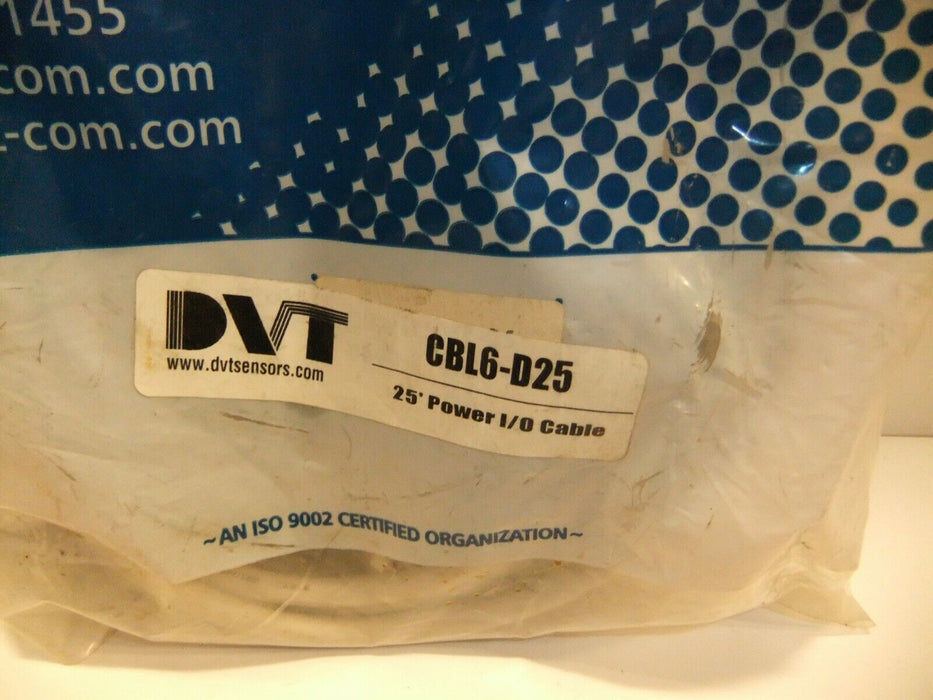 1455
com.com
-com.com
DVT
www.dvtsensors.com
CBL6-D25
25' Power I/O Cable
~AN ISO 9002 CERTIFIED ORGANIZATION~